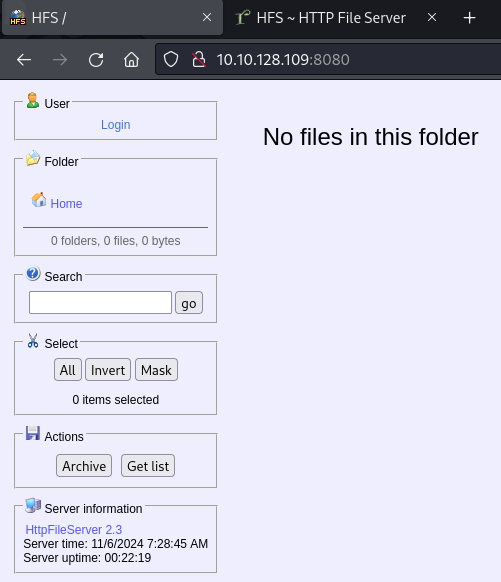 HFS /
HFS ~ HTTP File Server
10.10.128.109:8080
User
Login
Folder
Home
0 folders, 0 files, 0 bytes
Search
go
Select
All Invert Mask
0 items selected
Actions
Archive Get list
Server information
HttpFileServer 2.3
Server time: 11/6/2024 7:28:45 AM
Server uptime: 00:22:19
No files in this folder